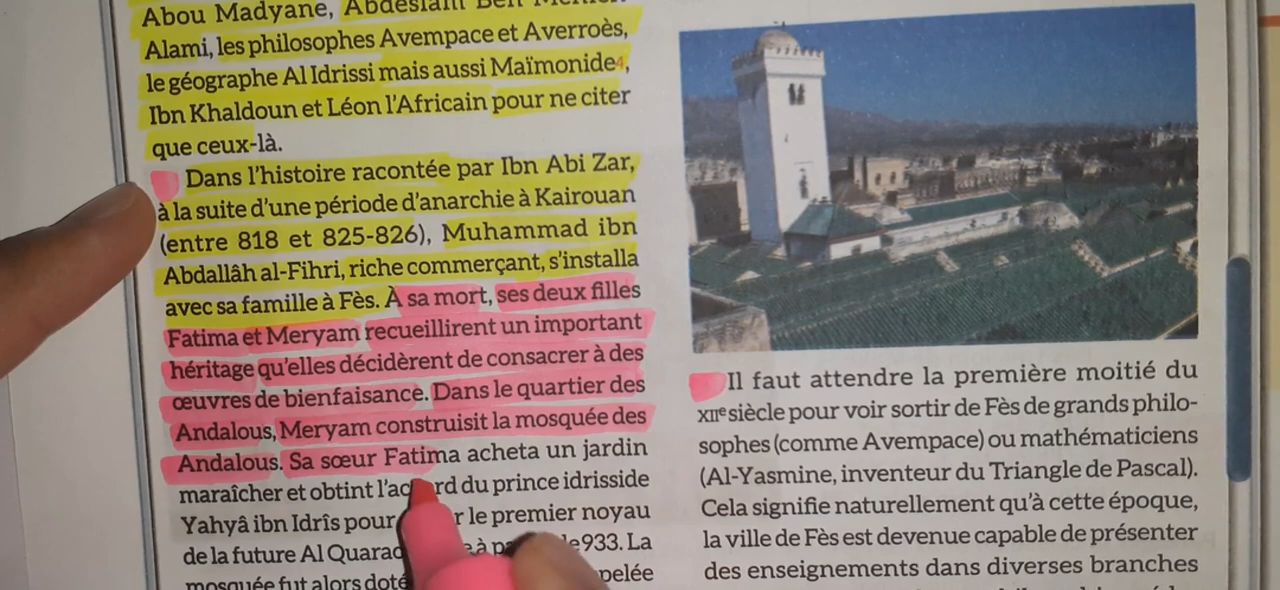 Abou Madyane, Abdeslam Ben
Alami, les philosophes Avempace et Averroès,
le géographe Al Idrissi mais aussi Maïmonide⁴,
Ibn Khaldoun et Léon l'Africain pour ne citer
que ceux-là.
Dans l'histoire racontée par Ibn Abi Zar,
à la suite d'une période d'anarchie à Kairouan
(entre 818 et 825-826), Muhammad ibn
Abdallâh al-Fihri, riche commerçant, s'installa
avec sa famille à Fès. À sa mort, ses deux filles
Fatima et Meryam recueillirent un important
héritage qu'elles décidèrent de consacrer à des
œuvres de bienfaisance. Dans le quartier des
Andalous, Meryam construisit la mosquée des
Andalous. Sa sœur Fatima acheta un jardin
maraîcher et obtint l'ac rd du prince idrisside
Yahyâ ibn Idrîs pour r le premier noyau
de la future Al Quarao e à p de 933. La
mosquée fut alors doté pelée
Il faut attendre la première moitié du
XIIᵉ siècle pour voir sortir de Fès de grands philo-
sophes (comme Avempace) ou mathématiciens
(Al-Yasmine, inventeur du Triangle de Pascal).
Cela signifie naturellement qu'à cette époque,
la ville de Fès est devenue capable de présenter
des enseignements dans diverses branches